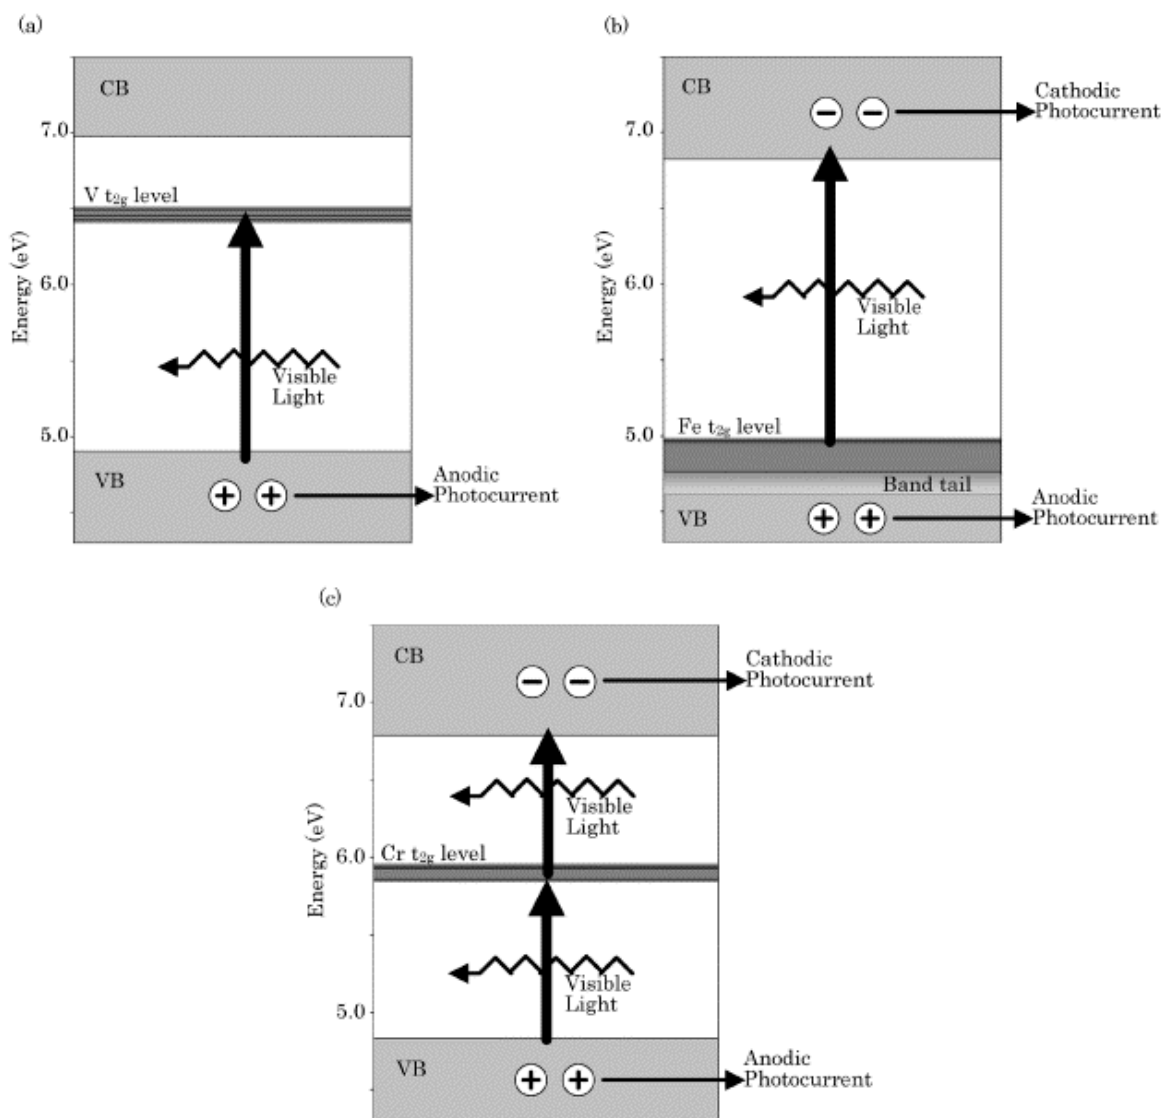 (a)
CB
7.0
V t₂g level
6.0
Energy (eV)
Visible
Light
5.0
VB
Anodic
Photocurrent
(b)
CB
Cathodic
Photocurrent
7.0
6.0
Energy (eV)
Visible
Light
Fe t₂g level
5.0
Band tail
VB
Anodic
Photocurrent
(c)
CB
Cathodic
Photocurrent
7.0
Visible
Light
Cr t₂g level
6.0
Energy (eV)
Visible
Light
5.0
VB
Anodic
Photocurrent